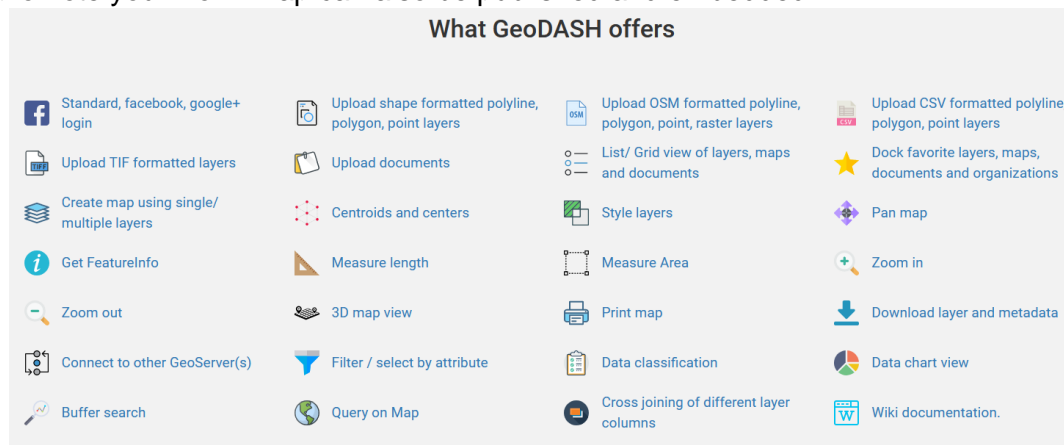 What GeoDASH offers
Standard, facebook, google+
login
Upload shape formatted polyline,
polygon, point layers
OSM
Upload OSM formatted polyline,
polygon, point, raster layers
CSV
Upload CSV formatted polyline
polygon, point layers
TIFF
Upload TIF formatted layers
Upload documents
List/ Grid view of layers, maps
and documents
Dock favorite layers, maps,
documents and organizations
Create map using single/
multiple layers
Centroids and centers
Style layers
Pan map
Get FeatureInfo
Measure length
Measure Area
Zoom in
Zoom out
3D map view
Print map
Download layer and metadata
Connect to other GeoServer(s)
Filter / select by attribute
Data classification
Data chart view
Buffer search
Query on Map
Cross joining of different layer
columns
W
Wiki documentation.